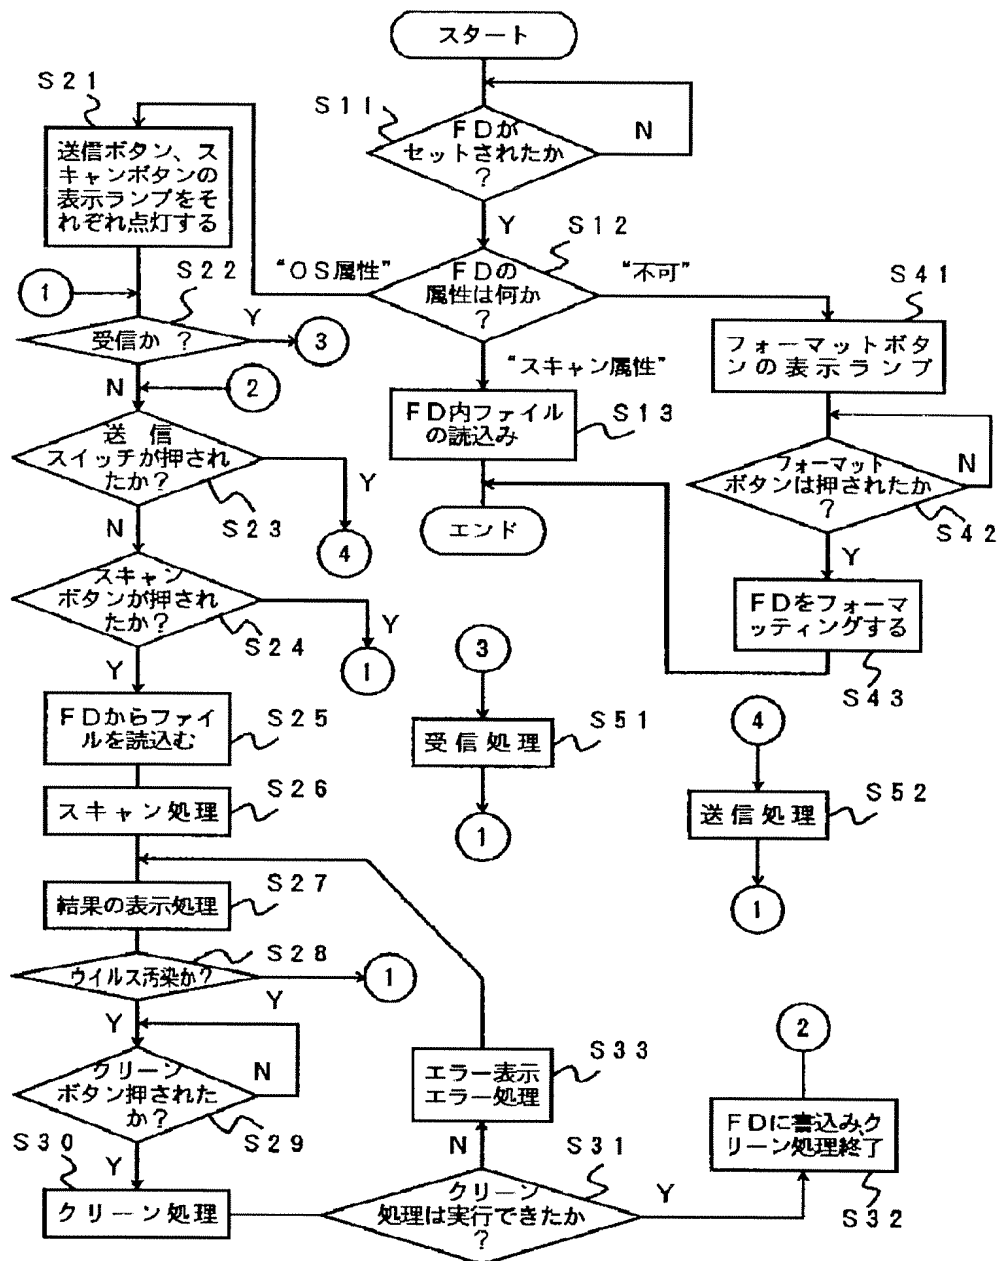 スタート
S11
FDが
セットされたか
?
N
Y
S12
FDの
属性は何か
?
“OS属性”
“不可”
“スキャン属性”
S13
FD内ファイル
の読込み
エンド
S21
送信ボタン、ス
キャンボタンの
表示ランプをそ
れぞれ点灯する
1
S22
受信か ?
Y
3
N
2
送 信
スイッチが押され
たか?
Y
S23
4
N
スキャン
ボタンが押され
たか?
Y
S24
1
Y
FDからファイ
ルを読込む
S25
スキャン処理
S26
結果の表示処理
S27
ウイルス汚染か?
S28
1
Y
Y
クリーン
ボタン押された
か?
N
S29
Y
S30
クリーン処理
クリーン
処理は実行できたか
?
S31
N
Y
エラー表示
エラー処理
S33
2
FDに書込み、ク
リーン処理終了
S32
S41
フォーマットボタ
ンの表示ランプ
フォーマット
ボタンは押されたか
?
N
S42
Y
FDをフォーマ
ッティングする
S43
3
受信処理
S51
1
4
送信処理
S52
1